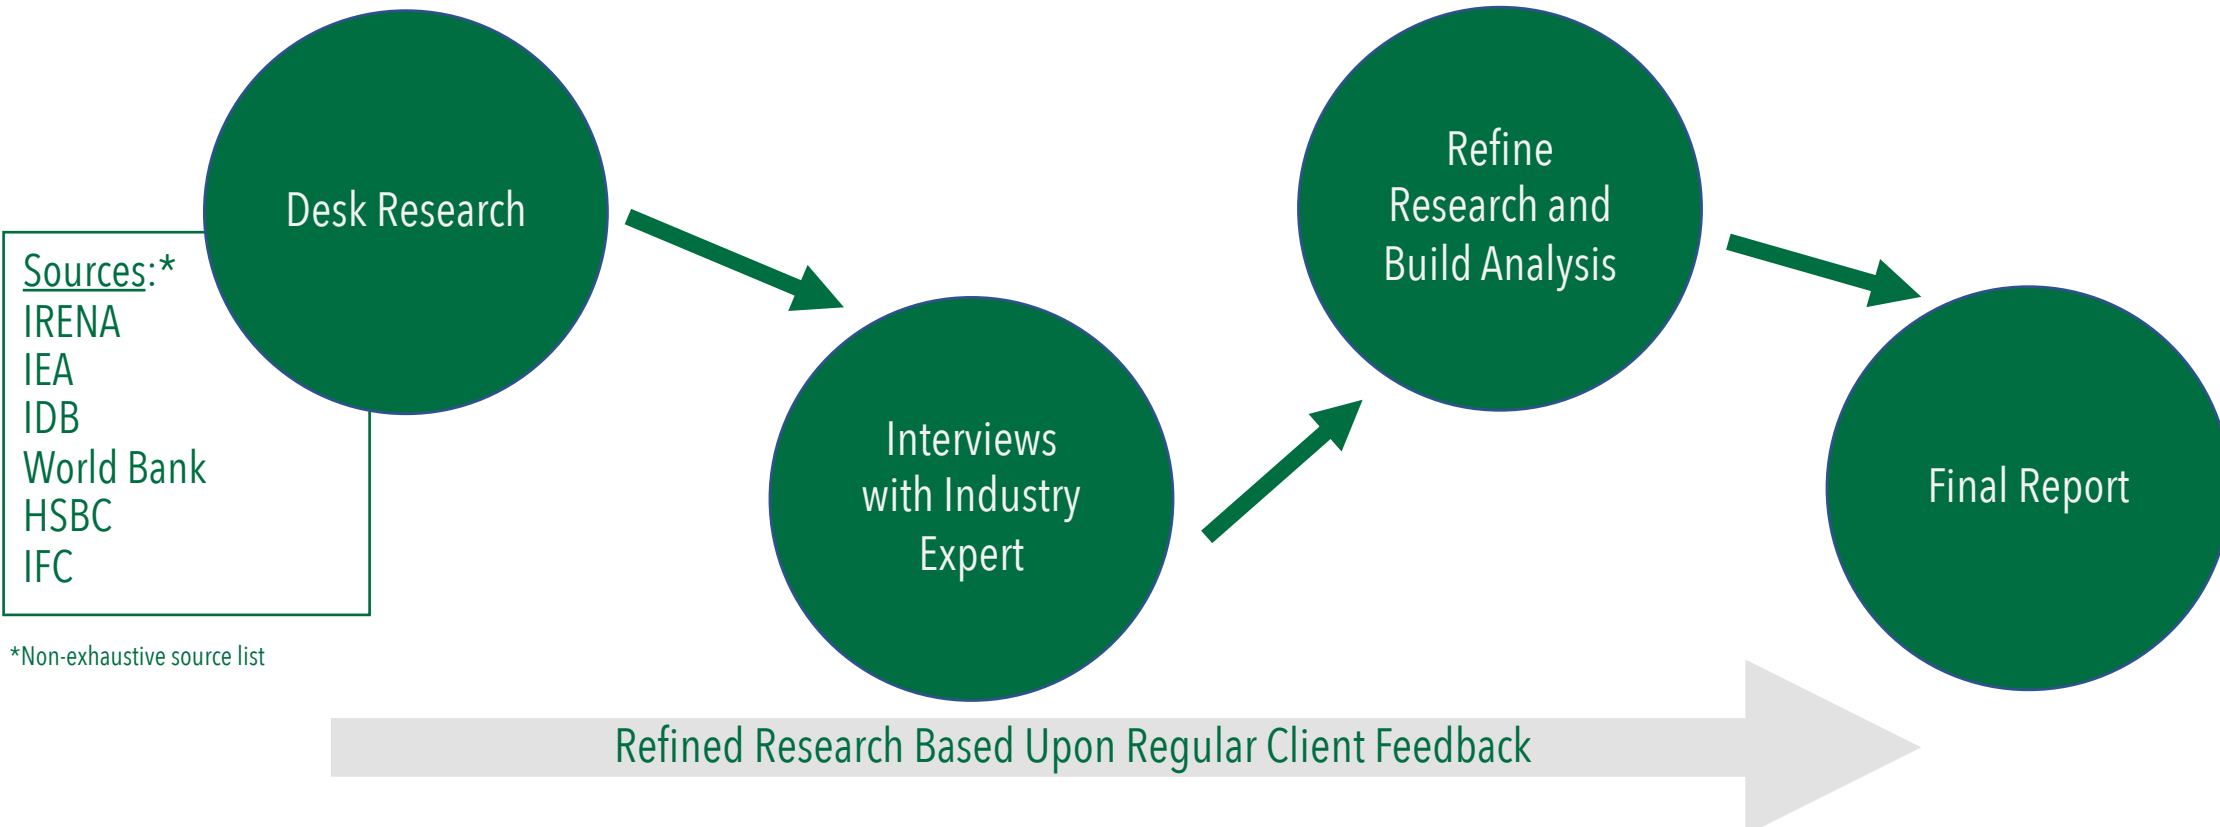 Desk Research
Sources:*
IRENA
IEA
IDB
World Bank
HSBC
IFC
*Non-exhaustive source list
Interviews
with Industry
Expert
Refine
Research and
Build Analysis
Final Report
Refined Research Based Upon Regular Client Feedback